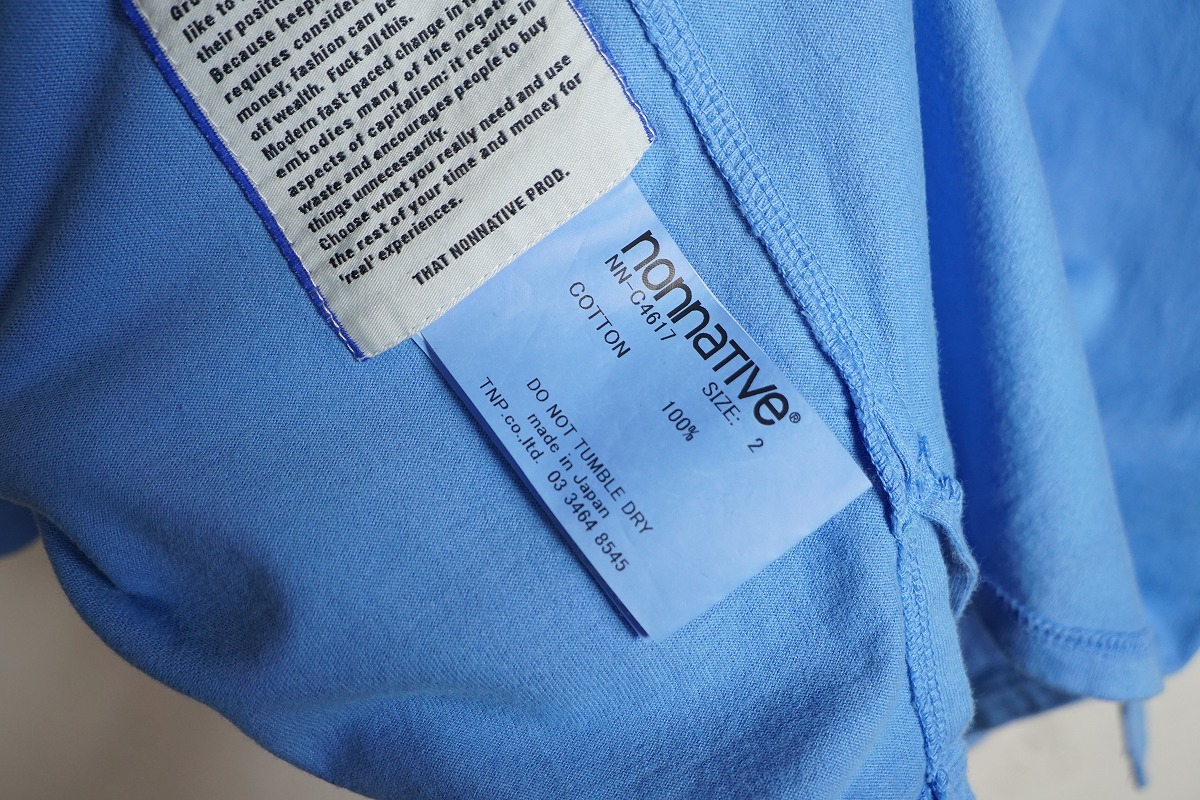 like to
their positi
Because keepi
requires consider
money, fashion can be
off wealth. Fuck all this.
Modern fast-paced change in
embodies many of the negat
aspects of capitalism: it results in
waste and encourages people to buy
things unnecessarily.
Choose what you really need and use
the rest of your time and money for
'real' experiences.
THAT NONNATIVE PROD.
nonnative®
NN-C4617 SIZE: 2
COTTON 100%
DO NOT TUMBLE DRY
made in Japan
TNP.co.,ltd. 03 3464 8545